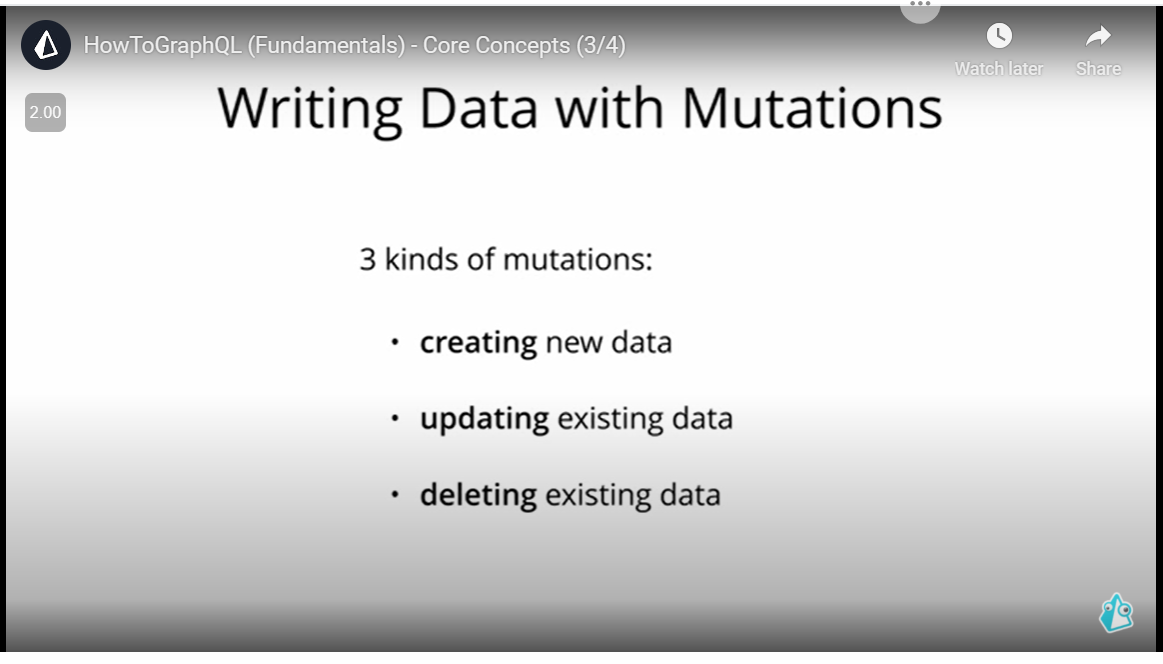 HowToGraphQL (Fundamentals) - Core Concepts (3/4)
Watch later
Share
2.00
Writing Data with Mutations
3 kinds of mutations:
• creating new data
• updating existing data
• deleting existing data